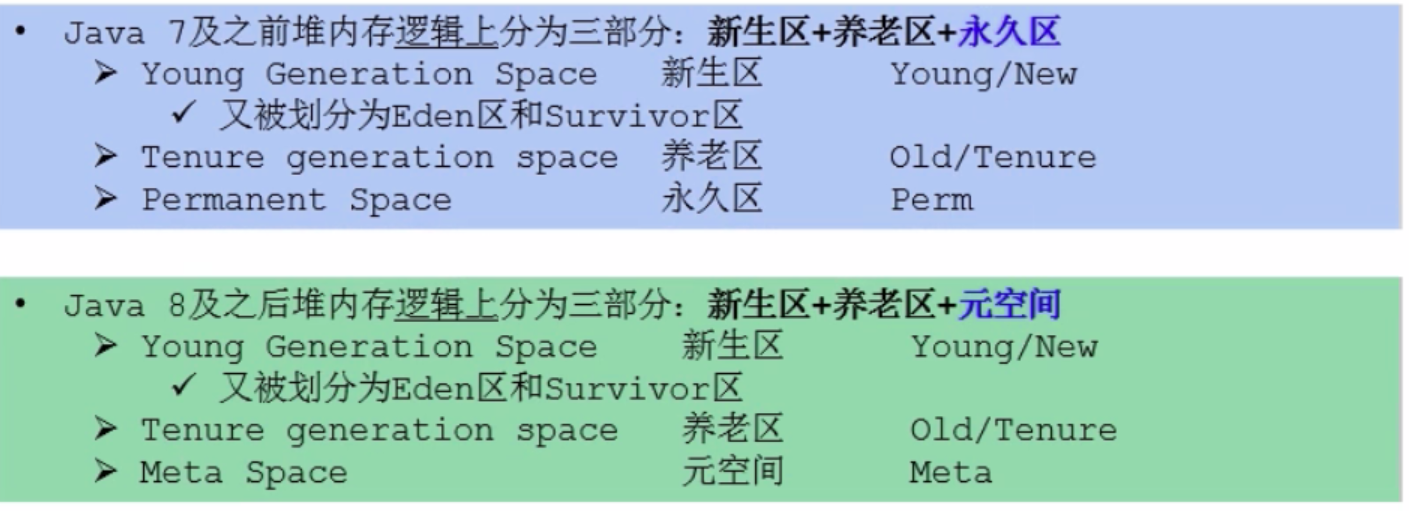 • Java 7及之前堆内存逻辑上分为三部分：新生区+养老区+永久区
➢ Young Generation Space 新生区 Young/New
✓ 又被划分为Eden区和Survivor区
➢ Tenure generation space 养老区 Old/Tenure
➢ Permanent Space 永久区 Perm
• Java 8及之后堆内存逻辑上分为三部分：新生区+养老区+元空间
➢ Young Generation Space 新生区 Young/New
✓ 又被划分为Eden区和Survivor区
➢ Tenure generation space 养老区 Old/Tenure
➢ Meta Space 元空间 Meta